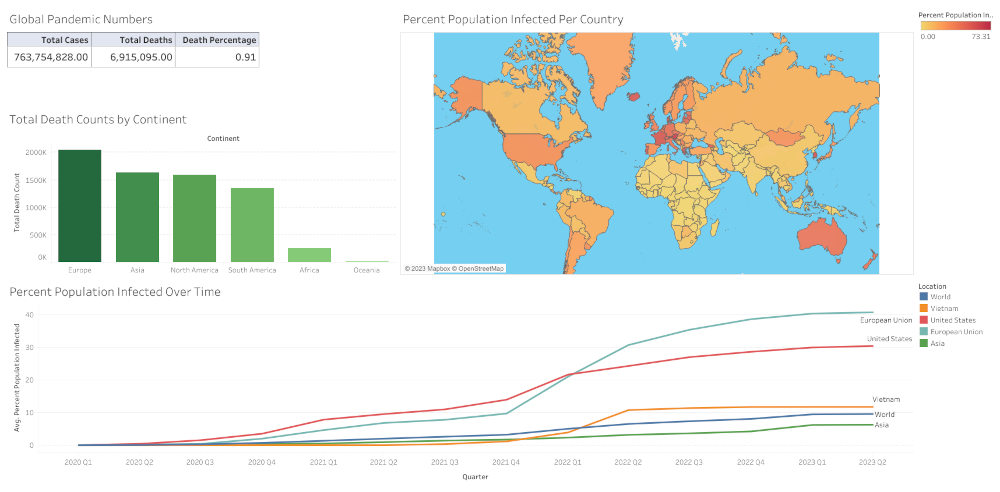 Global Pandemic Numbers
Total Cases Total Deaths Death Percentage
763,754,828.00 6,915,095.00 0.91
Percent Population Infected Per Country
Percent Population In..
0.00 73.31
© 2023 Mapbox © OpenStreetMap
Total Death Counts by Continent
Continent
Total Death Count
2000K
1500K
1000K
500K
0K
Europe Asia North America South America Africa Oceania
Percent Population Infected Over Time
Avg. Percent Population Infected
40
30
20
10
0
European Union
United States
Vietnam
World
Asia
2020 Q1 2020 Q2 2020 Q3 2020 Q4 2021 Q1 2021 Q2 2021 Q3 2021 Q4 2022 Q1 2022 Q2 2022 Q3 2022 Q4 2023 Q1 2023 Q2
Quarter
Location
World
Vietnam
United States
European Union
Asia